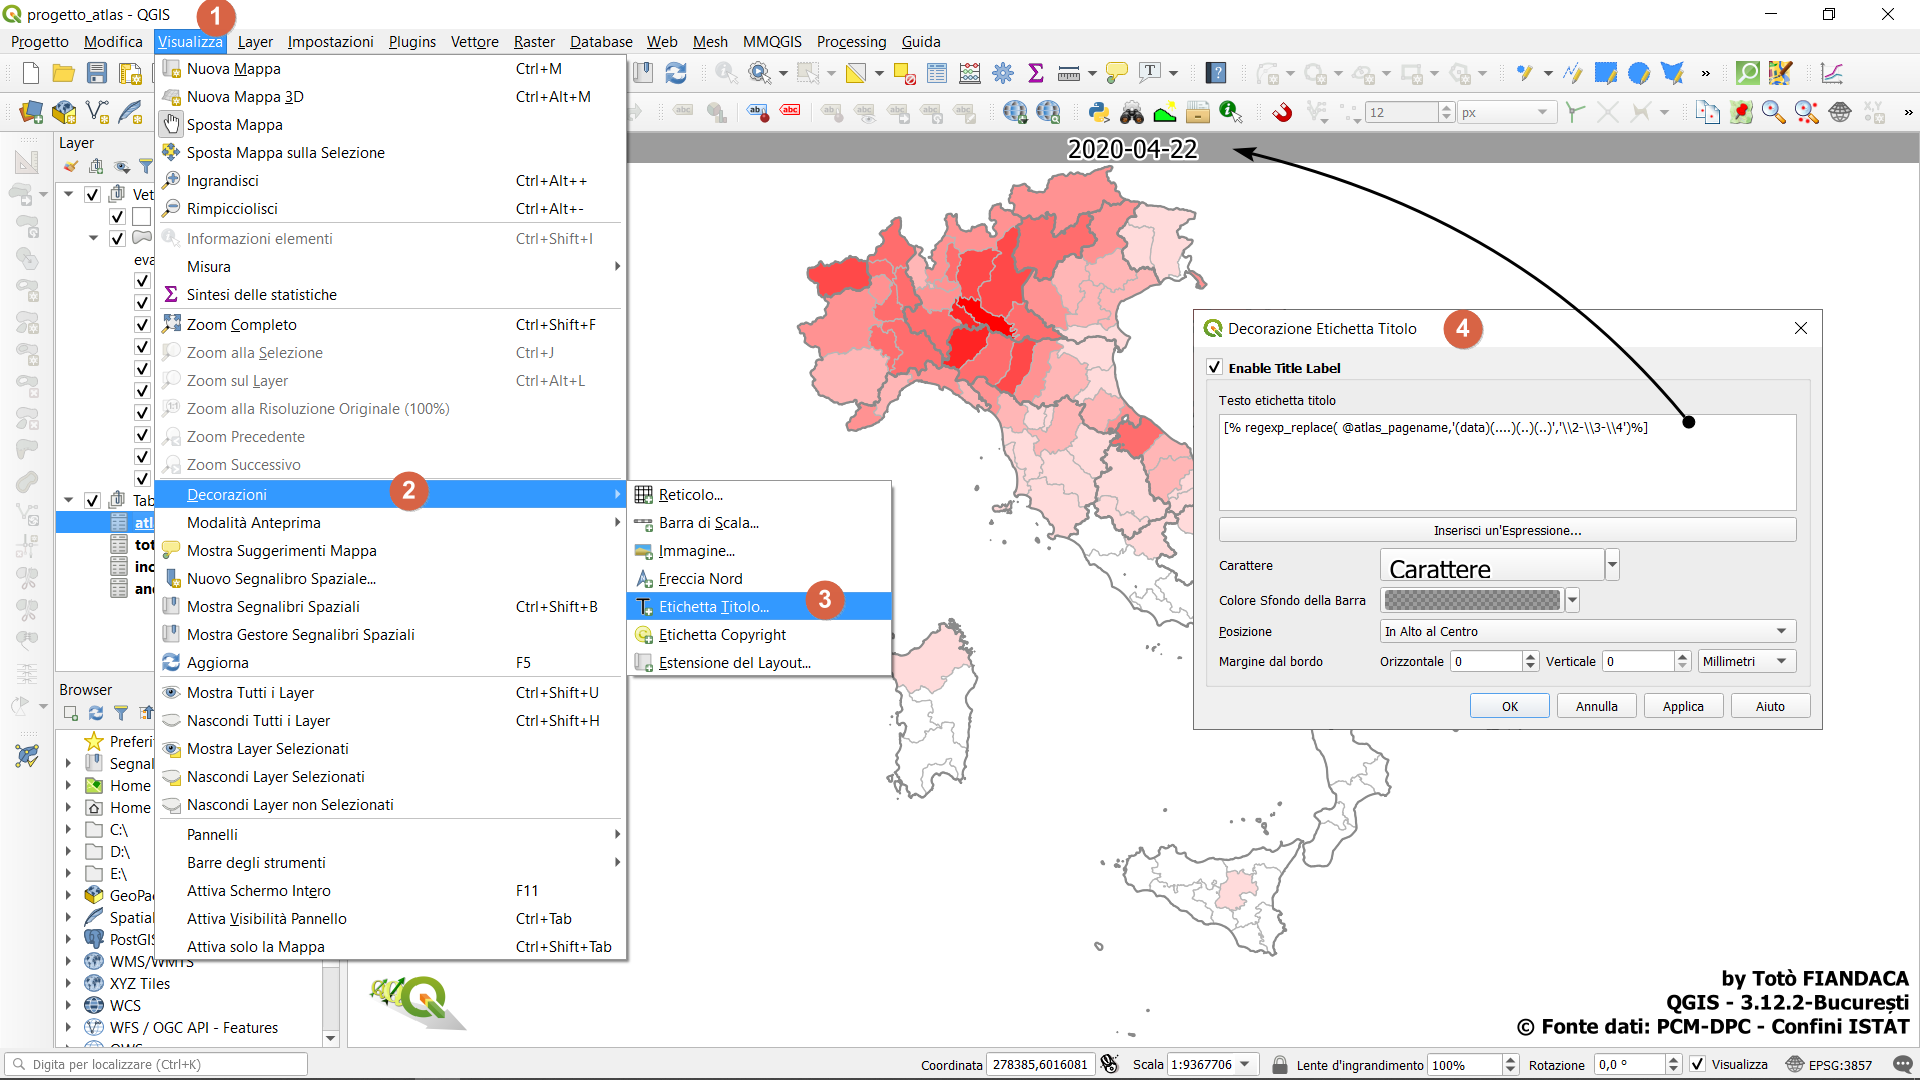 progetto_atlas - QGIS
1
Progetto Modifica Visualizza Layer Impostazioni Plugins Vettore Raster Database Web Mesh MMQGIS Processing Guida
Nuova Mappa Ctrl+M
Nuova Mappa 3D Ctrl+Alt+M
Sposta Mappa
Sposta Mappa sulla Selezione
Ingrandisci Ctrl+Alt++
Rimpicciolisci Ctrl+Alt+-
Informazioni elementi Ctrl+Shift+I
Misura
Sintesi delle statistiche
Zoom Completo Ctrl+Shift+F
Zoom alla Selezione Ctrl+J
Zoom sul Layer Ctrl+Alt+L
Zoom alla Risoluzione Originale (100%)
Zoom Precedente
Zoom Successivo
Decorazioni
2
Modalità Anteprima
Mostra Suggerimenti Mappa
Nuovo Segnalibro Spaziale...
Mostra Segnalibri Spaziali Ctrl+Shift+B
Mostra Gestore Segnalibri Spaziali
Aggiorna F5
Mostra Tutti i Layer Ctrl+Shift+U
Nascondi Tutti i Layer Ctrl+Shift+H
Mostra Layer Selezionati
Nascondi Layer Selezionati
Nascondi Layer non Selezionati
Pannelli
Barre degli strumenti
Attiva Schermo Intero F11
Attiva Visibilità Pannello Ctrl+Tab
Attiva solo la Mappa Ctrl+Shift+Tab
Reticolo...
Barra di Scala...
Immagine...
Freccia Nord
Etichetta Titolo...
3
Etichetta Copyright
Estensione del Layout...
abc abc
12 px
Layer
Vet
eva
Tab
atl
tot
inc
and
Browser
Preferi
Segnal
Home
Home
C:\
D:\
E:\
GeoPac
Spatial
PostGIS
WMS/WMTS
XYZ Tiles
WCS
WFS / OGC API - Features
2020-04-22
Decorazione Etichetta Titolo
4
Enable Title Label
Testo etichetta titolo
[% regexp_replace( @atlas_pagename,'(data)(....)(..)(..)','\\2-\\3-\\4')%]
Inserisci un'Espressione...
Carattere Carattere
Colore Sfondo della Barra
Posizione In Alto al Centro
Margine dal bordo Orizzontale 0 Verticale 0 Millimetri
OK Annulla Applica Aiuto
by Totò FIANDACA
QGIS - 3.12.2-București
© Fonte dati: PCM-DPC - Confini ISTAT
Digita per localizzare (Ctrl+K)
Coordinata 278385,6016081 Scala 1:9367706 Lente d'ingrandimento 100% Rotazione 0,0 ° Visualizza EPSG:3857